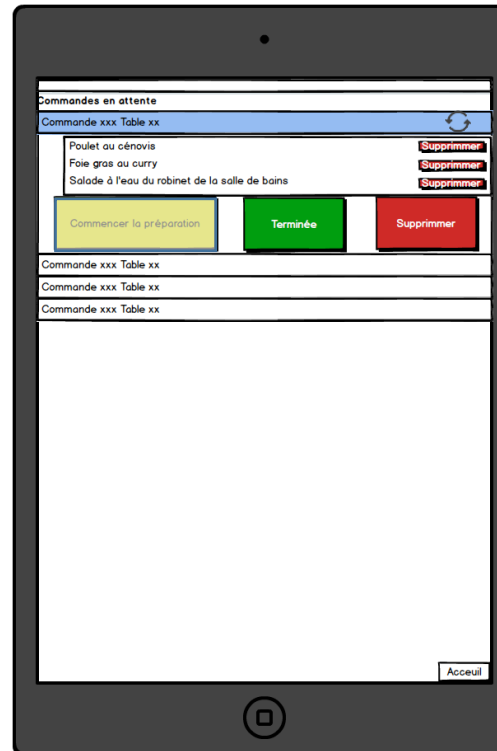 Commandes en attente
Commande xxx Table xx
Poulet au cénovis Supprimmer
Foie gras au curry Supprimmer
Salade à l'eau du robinet de la salle de bains Supprimmer
Commencer la préparation Terminée Supprimmer
Commande xxx Table xx
Commande xxx Table xx
Commande xxx Table xx
Acceuil